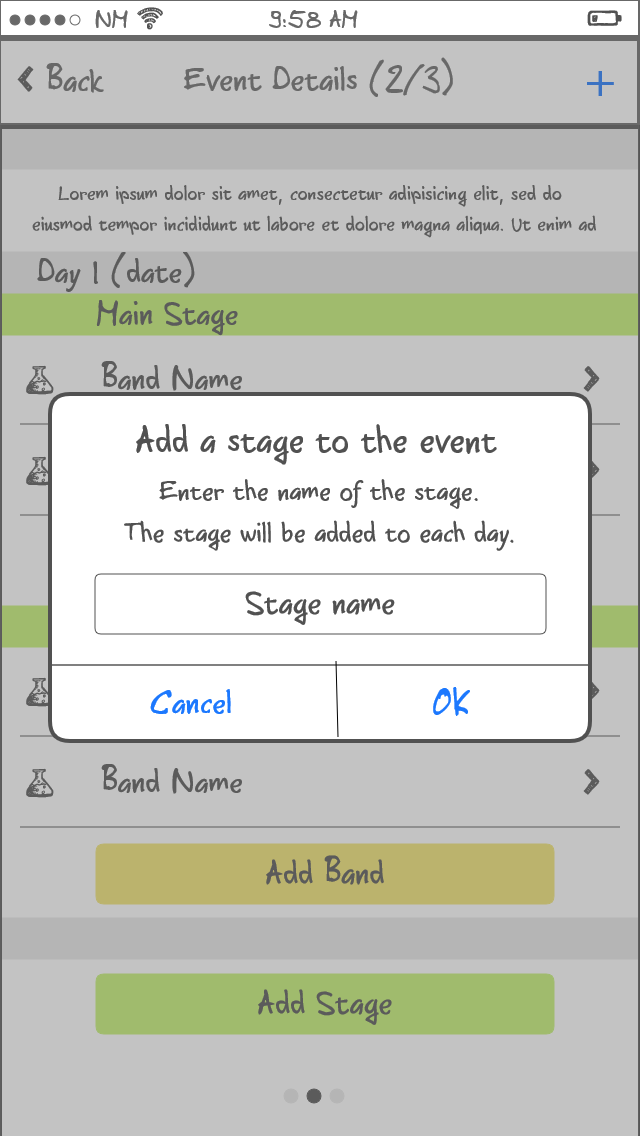 NM 9:58 AM
Back Event Details (2/3) +
Lorem ipsum dolor sit amet, consectetur adipisicing elit, sed do
eiusmod tempor incididunt ut labore et dolore magna aliqua. Ut enim ad
Day 1 (date)
Main Stage
Band Name
Add a stage to the event
Enter the name of the stage.
The stage will be added to each day.
Stage name
Cancel OK
Band Name
Add Band
Add Stage